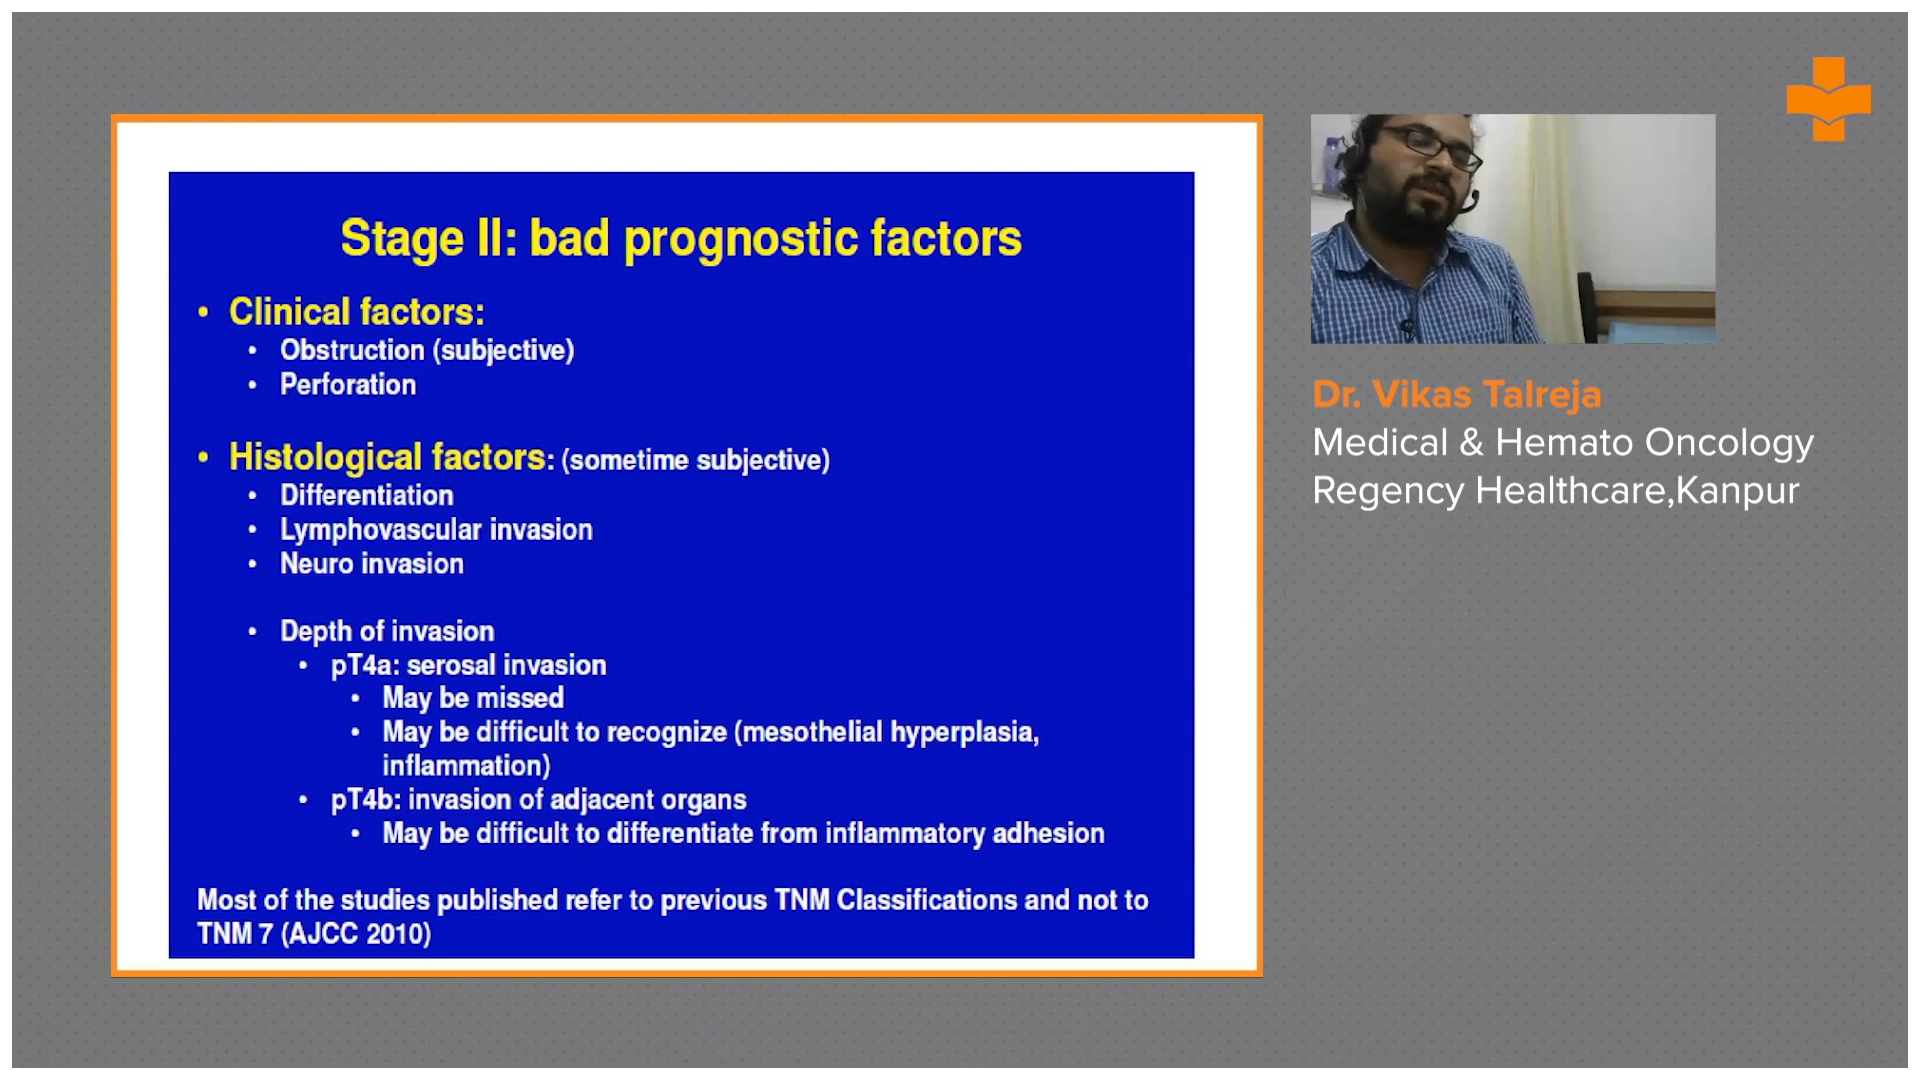 Stage II: bad prognostic factors
• Clinical factors:
• Obstruction (subjective)
• Perforation
• Histological factors: (sometime subjective)
• Differentiation
• Lymphovascular invasion
• Neuro invasion
• Depth of invasion
• pT4a: serosal invasion
• May be missed
• May be difficult to recognize (mesothelial hyperplasia,
inflammation)
• pT4b: invasion of adjacent organs
• May be difficult to differentiate from inflammatory adhesion
Most of the studies published refer to previous TNM Classifications and not to
TNM 7 (AJCC 2010)
Dr. Vikas Talreja
Medical & Hemato Oncology
Regency Healthcare,Kanpur